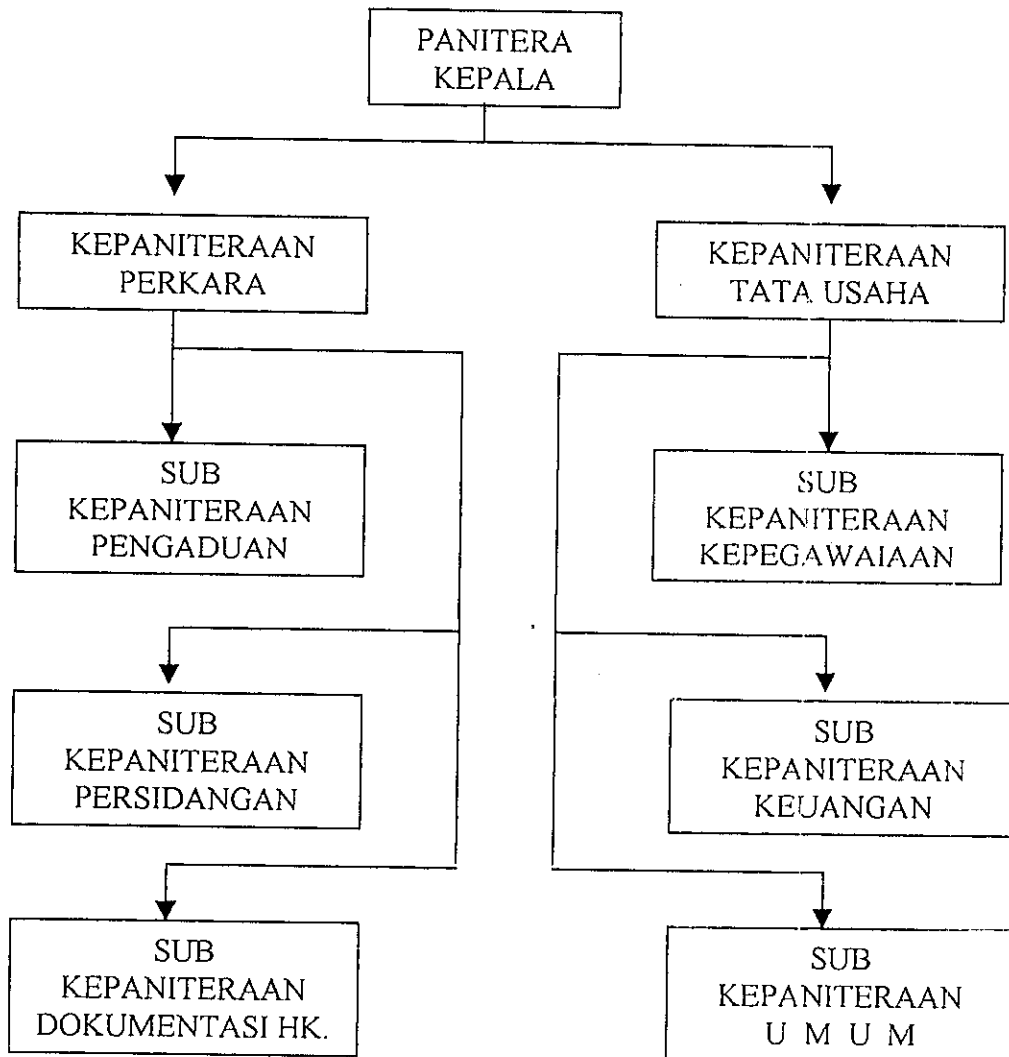 PANITERA
KEPALA
KEPANITERAAN
PERKARA
KEPANITERAAN
TATA USAHA
SUB
KEPANITERAAN
PENGADUAN
SUB
KEPANITERAAN
KEPEGAWAIAAN
SUB
KEPANITERAAN
PERSIDANGAN
SUB
KEPANITERAAN
KEUANGAN
SUB
KEPANITERAAN
DOKUMENTASI HK.
SUB
KEPANITERAAN
U M U M